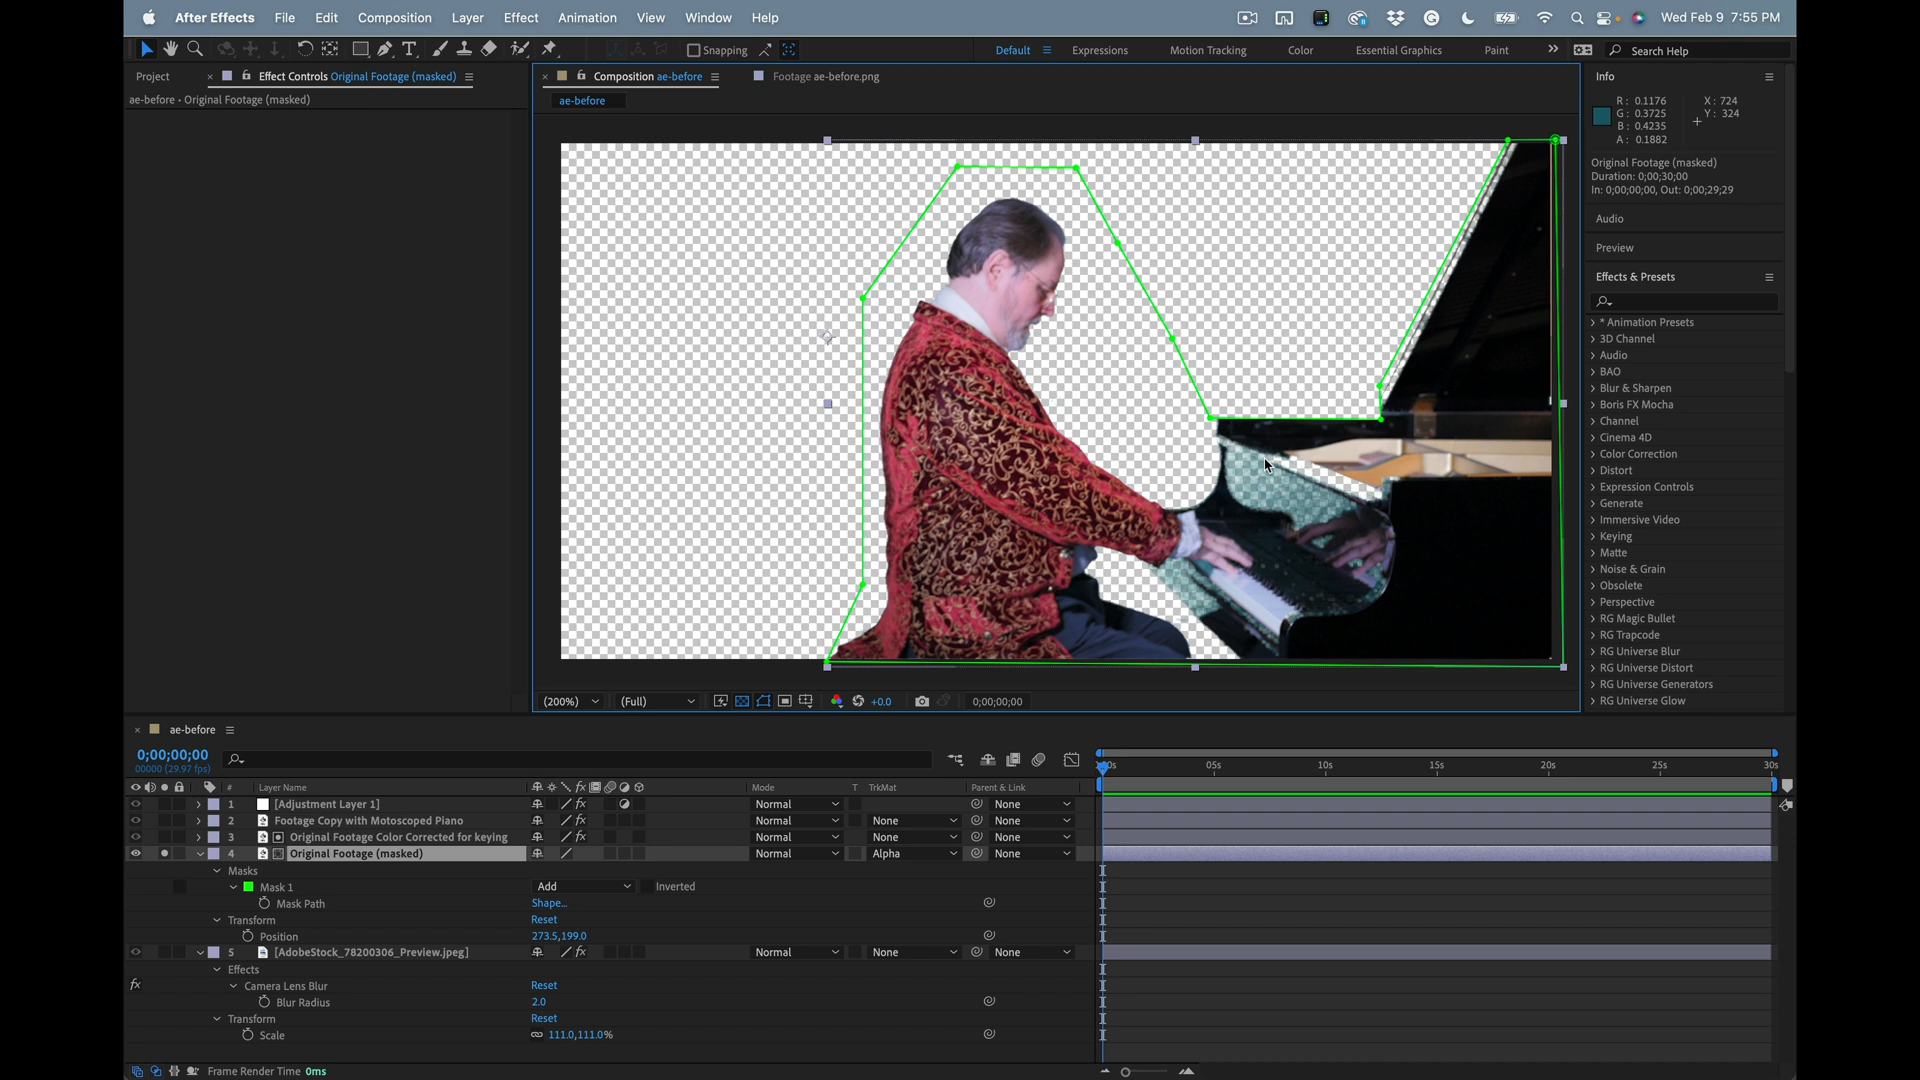 After Effects File Edit Composition Layer Effect Animation View Window Help Wed Feb 9 7:55 PM
Snapping Default Expressions Motion Tracking Color Essential Graphics Paint Search Help
Project Effect Controls Original Footage (masked) Composition ae-before Footage ae-before.png Info
ae-before • Original Footage (masked) ae-before
R: 0.1176 X: 724
G: 0.3725 Y: 324
B: 0.4235
A: 0.1882
Original Footage (masked)
Duration: 0;00;30;00
In: 0;00;00;00, Out: 0;00;29;29
Audio
Preview
Effects & Presets
* Animation Presets
3D Channel
Audio
BAO
Blur & Sharpen
Boris FX Mocha
Channel
Cinema 4D
Color Correction
Distort
Expression Controls
Generate
Immersive Video
Keying
Matte
Noise & Grain
Obsolete
Perspective
RG Magic Bullet
RG Trapcode
RG Universe Blur
RG Universe Distort
RG Universe Generators
RG Universe Glow
(200%) (Full) +0.0 0;00;00;00
ae-before
0;00;00;00
00000 (29.97 fps)
05s 10s 15s 20s 25s 30s
# Layer Name Mode T TrkMat Parent & Link
1 [Adjustment Layer 1] Normal None
2 Footage Copy with Motoscoped Piano Normal None None
3 Original Footage Color Corrected for keying Normal None None
4 Original Footage (masked) Normal Alpha None
Masks
Mask 1 Add Inverted
Mask Path Shape...
Transform Reset
Position 273.5,199.0
5 [AdobeStock_78200306_Preview.jpeg] Normal None None
Effects
fx Camera Lens Blur Reset
Blur Radius 2.0
Transform Reset
Scale 111.0,111.0%
Frame Render Time 0ms